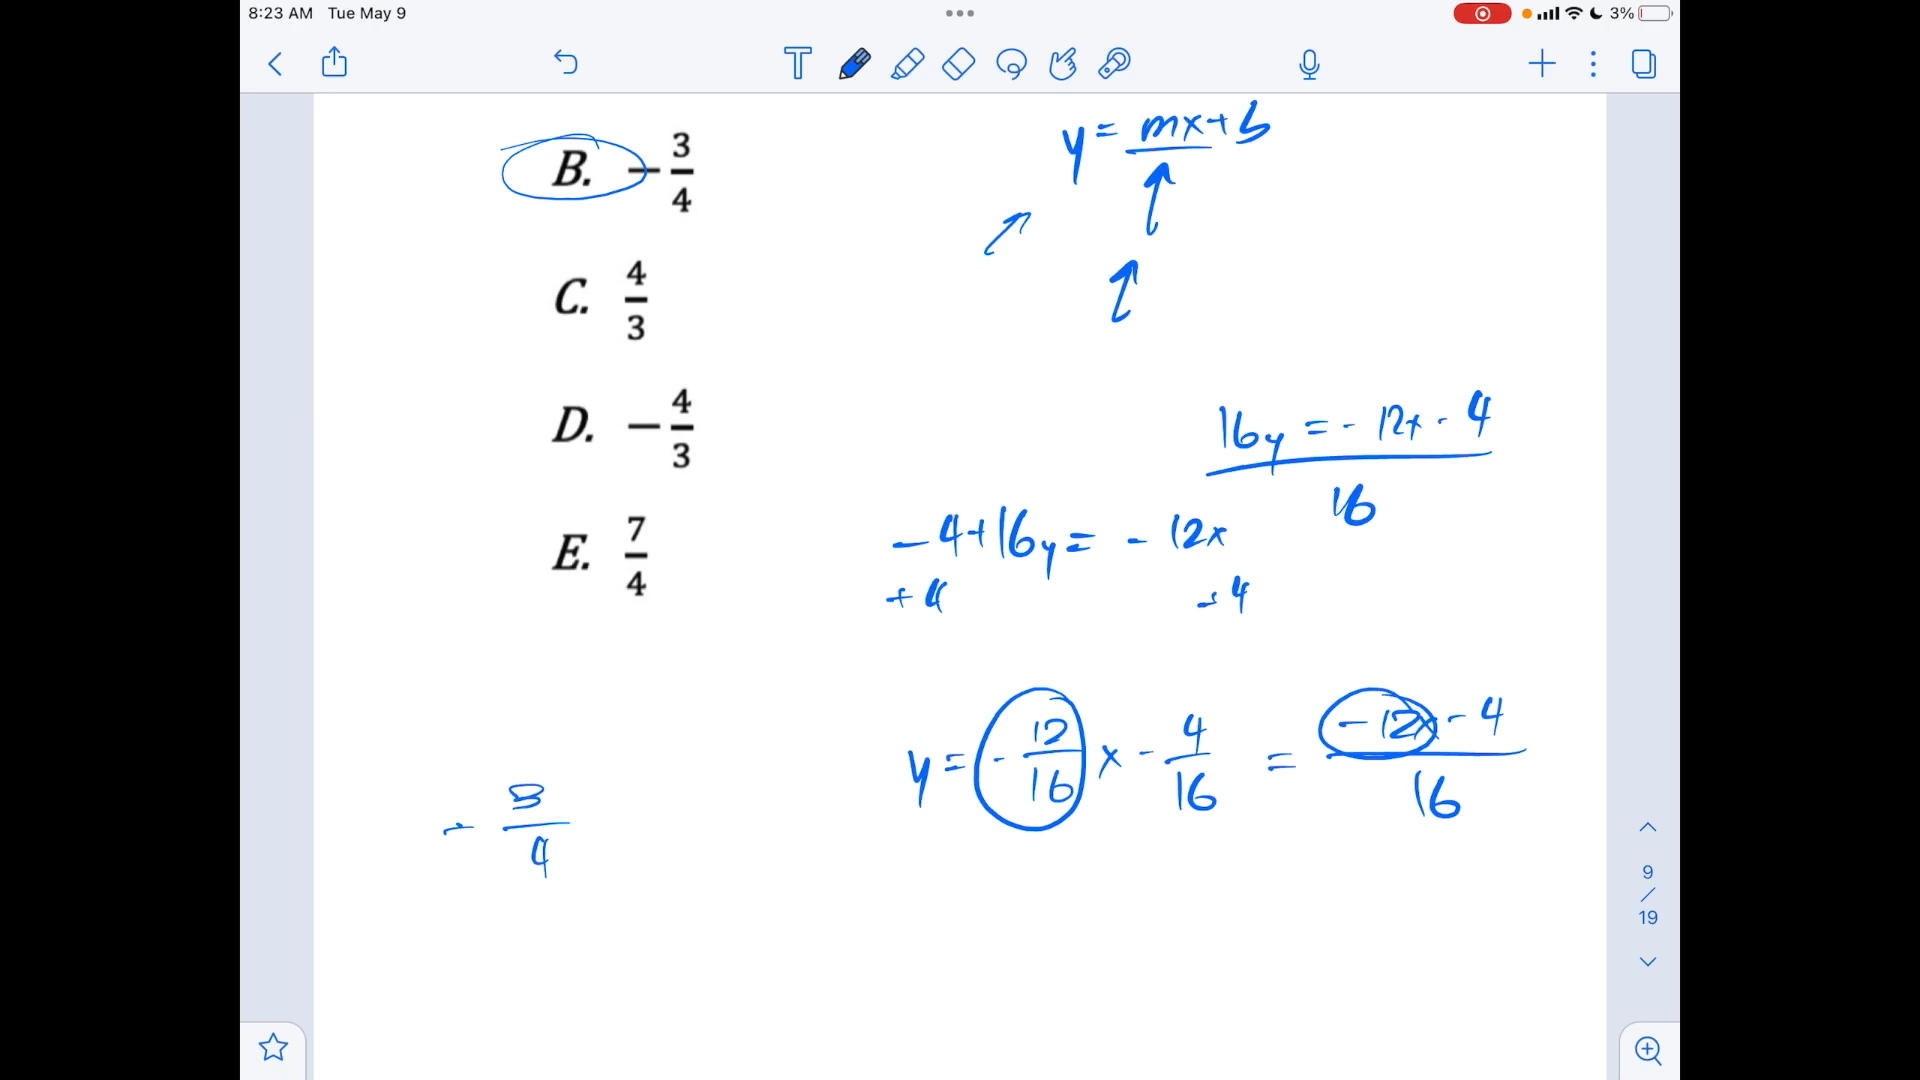 8:23 AM Tue May 9
3%
y = mx + b
B. - 3/4
C. 4/3
D. - 4/3
16y = - 12x - 4
16
- 4 + 16y = - 12x
+ 4 - 4
E. 7/4
y = - 12/16 x - 4/16 = - 12x - 4
16
- 3/4
9
/
19